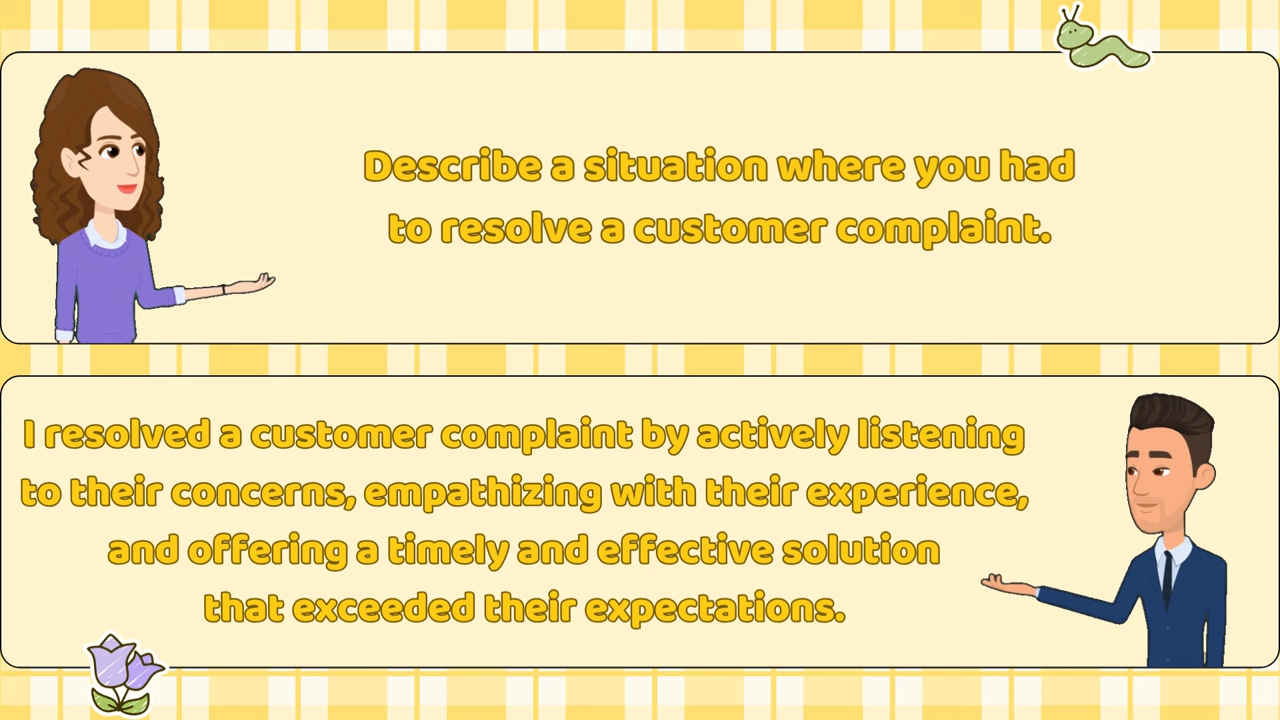 Describe a situation where you had
to resolve a customer complaint.
I resolved a customer complaint by actively listening
to their concerns, empathizing with their experience,
and offering a timely and effective solution
that exceeded their expectations.